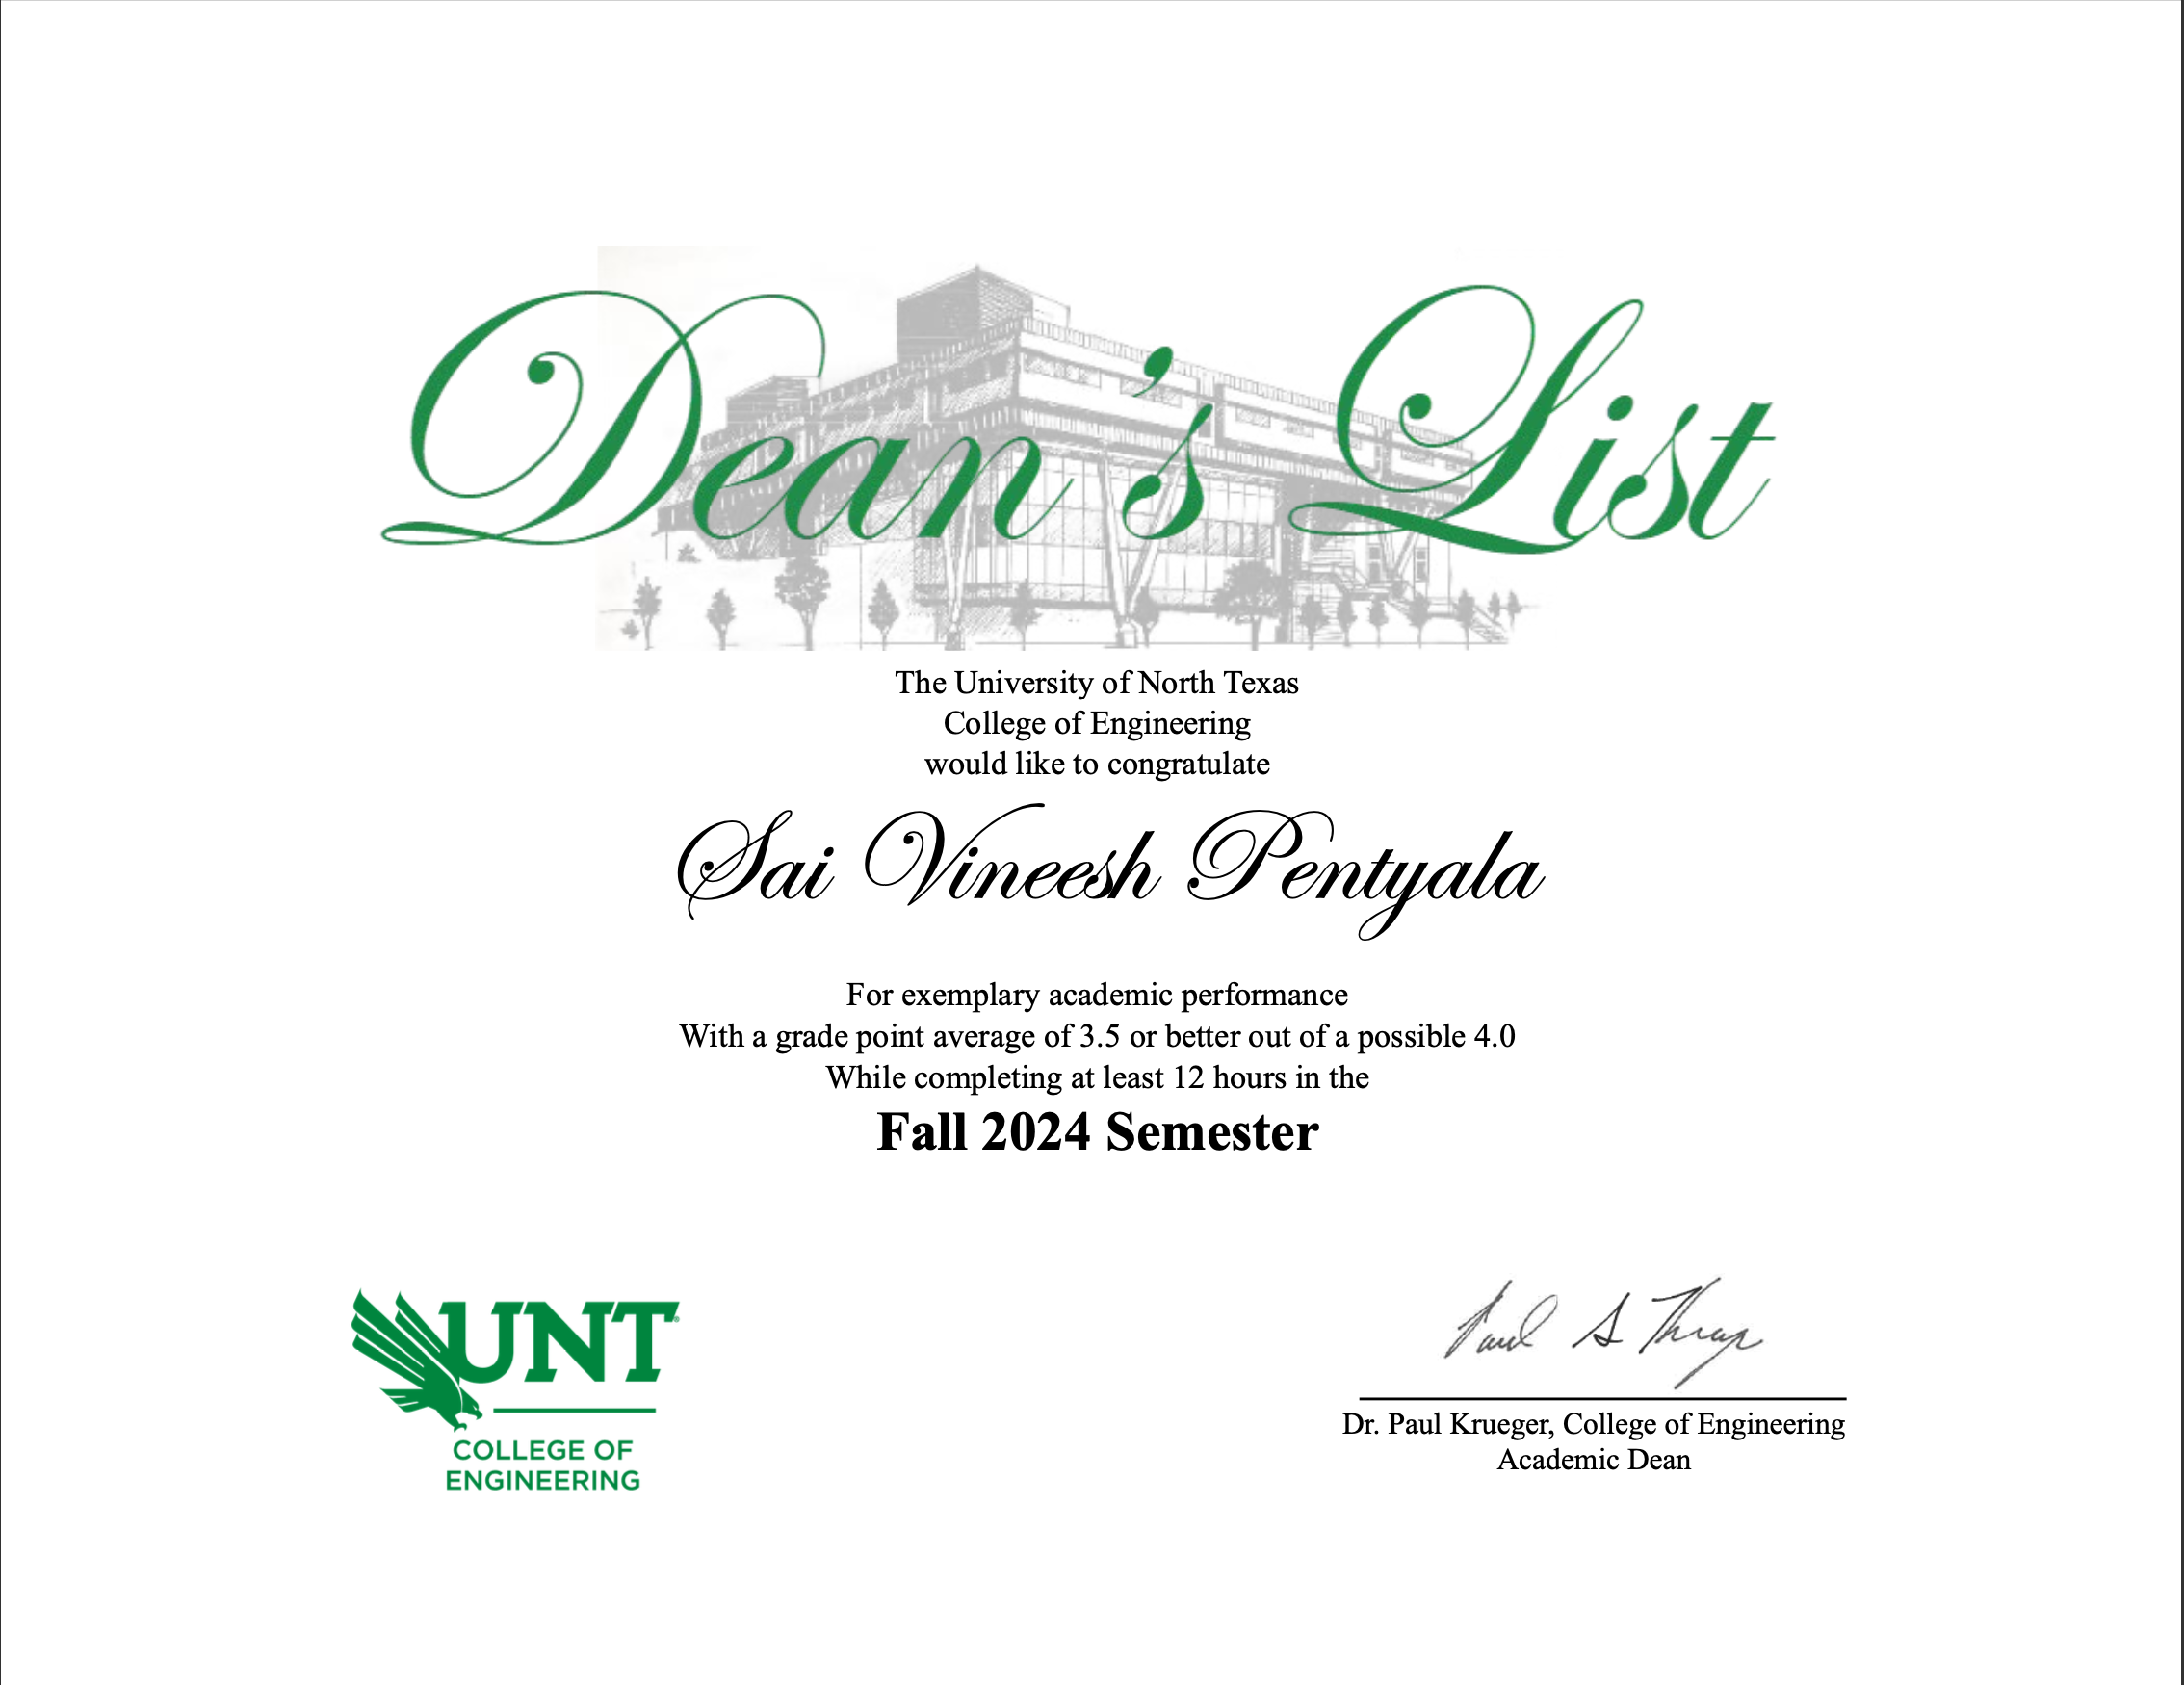 Dean's List
The University of North Texas
College of Engineering
would like to congratulate
Sai Vineesh Pentyala
For exemplary academic performance
With a grade point average of 3.5 or better out of a possible 4.0
While completing at least 12 hours in the
Fall 2024 Semester
UNT
COLLEGE OF
ENGINEERING
Dr. Paul Krueger, College of Engineering
Academic Dean